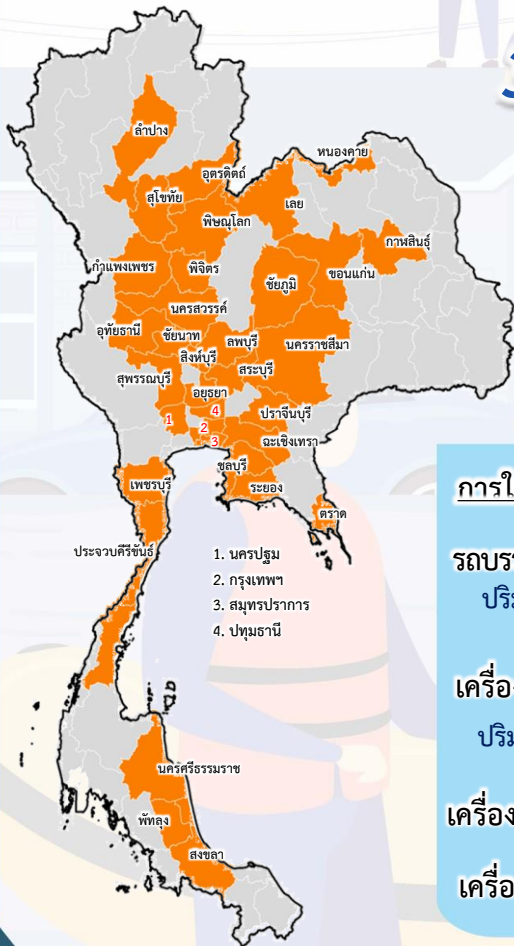 ลำปาง
หนองคาย
อุตรดิตถ์
สุโขทัย
เลย
พิษณุโลก
กาฬสินธุ์
กำแพงเพชร
พิจิตร
ขอนแก่น
ชัยภูมิ
นครสวรรค์
อุทัยธานี
ชัยนาท
ลพบุรี
นครราชสีมา
สิงห์บุรี
สุพรรณบุรี
สระบุรี
อยุธยา
4
ปราจีนบุรี
1
2
3
ฉะเชิงเทรา
ชลบุรี
เพชรบุรี
ระยอง
ตราด
ประจวบคีรีขันธ์
1. นครปฐม
2. กรุงเทพฯ
3. สมุทรปราการ
4. ปทุมธานี
นครศรีธรรมราช
พัทลุง
สงขลา